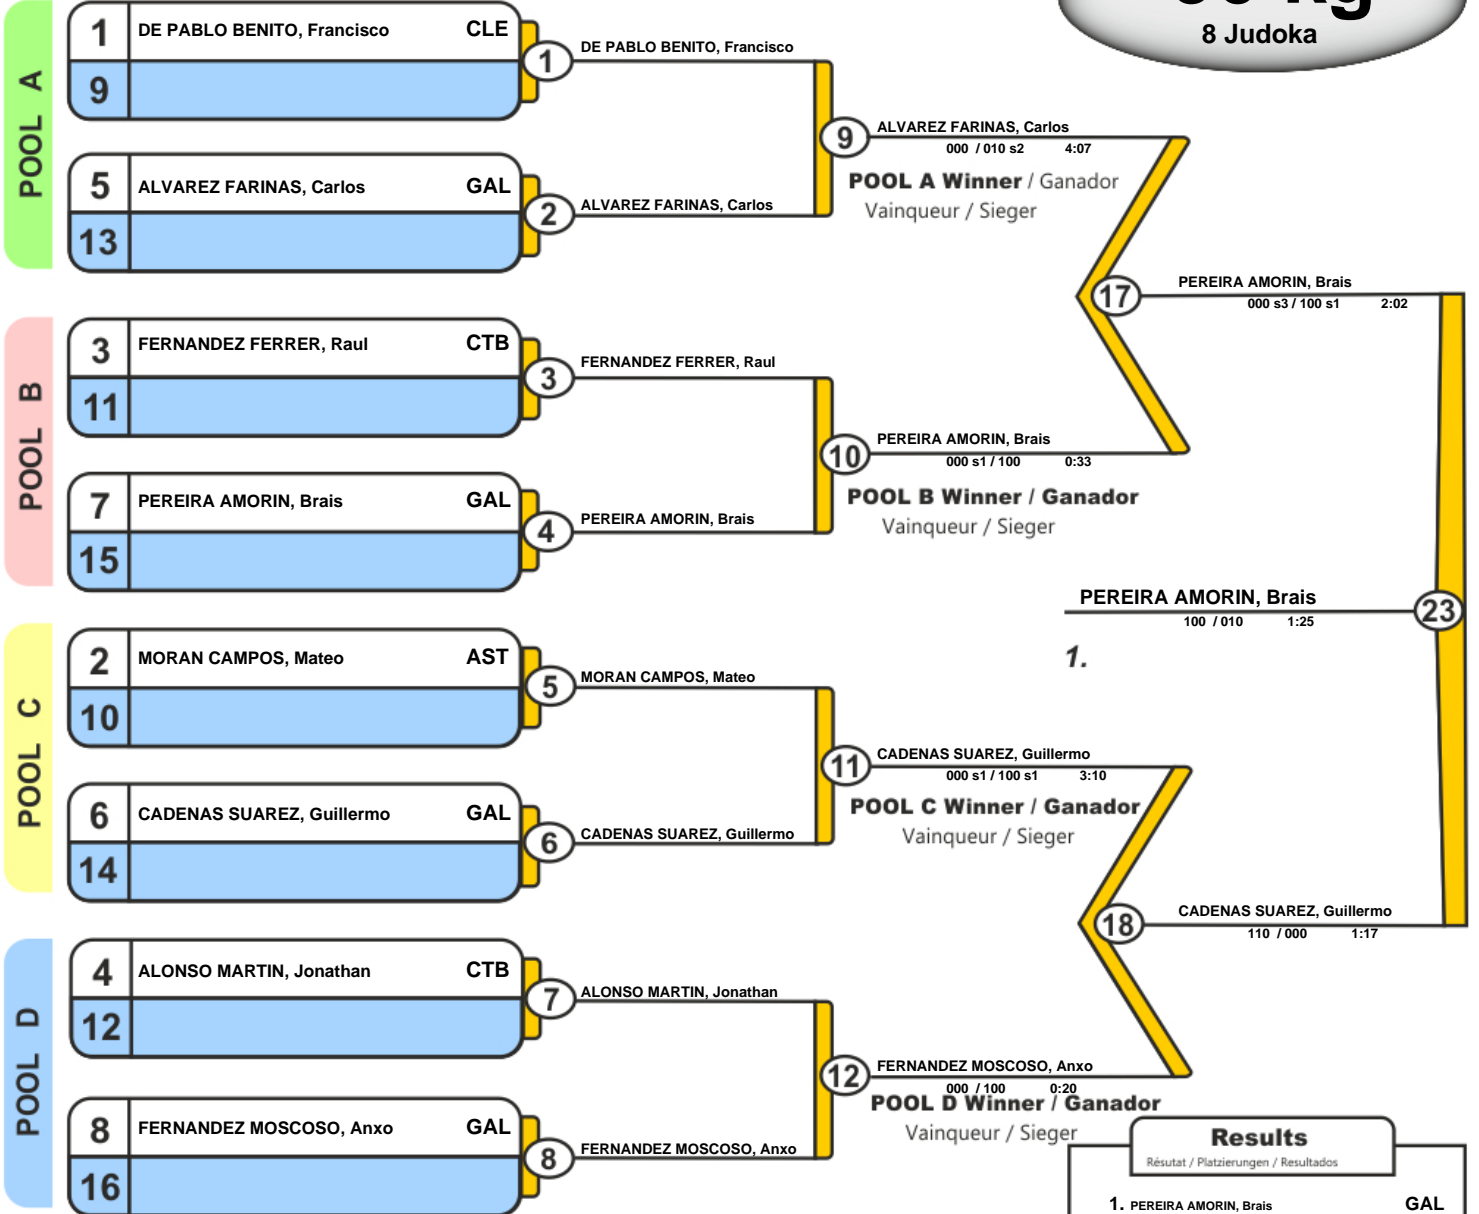 8 Judoka
POOL A
1 DE PABLO BENITO, Francisco CLE
9
1
DE PABLO BENITO, Francisco
5 ALVAREZ FARINAS, Carlos GAL
13
2
ALVAREZ FARINAS, Carlos
9
ALVAREZ FARINAS, Carlos
000 / 010 s2 4:07
POOL A Winner / Ganador
Vainqueur / Sieger
POOL B
3 FERNANDEZ FERRER, Raul CTB
11
3
FERNANDEZ FERRER, Raul
7 PEREIRA AMORIN, Brais GAL
15
4
PEREIRA AMORIN, Brais
10
PEREIRA AMORIN, Brais
000 s1 / 100 0:33
POOL B Winner / Ganador
Vainqueur / Sieger
17
PEREIRA AMORIN, Brais
000 s3 / 100 s1 2:02
PEREIRA AMORIN, Brais
23
100 / 010 1:25
1.
POOL C
2 MORAN CAMPOS, Mateo AST
10
5
MORAN CAMPOS, Mateo
6 CADENAS SUAREZ, Guillermo GAL
14
6
CADENAS SUAREZ, Guillermo
11
CADENAS SUAREZ, Guillermo
000 s1 / 100 s1 3:10
POOL C Winner / Ganador
Vainqueur / Sieger
18
CADENAS SUAREZ, Guillermo
110 / 000 1:17
POOL D
4 ALONSO MARTIN, Jonathan CTB
12
7
ALONSO MARTIN, Jonathan
8 FERNANDEZ MOSCOSO, Anxo GAL
16
8
FERNANDEZ MOSCOSO, Anxo
12
FERNANDEZ MOSCOSO, Anxo
000 / 100 0:20
POOL D Winner / Ganador
Vainqueur / Sieger
Results
Résutat / Platzierungen / Resultados
1. PEREIRA AMORIN, Brais GAL